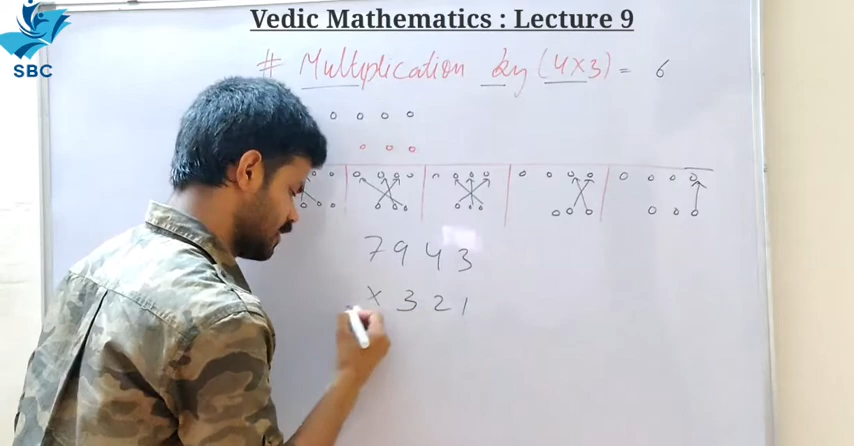 Vedic Mathematics : Lecture 9
SBC
# Multiplication by (4x3) = 6
7943
x 321